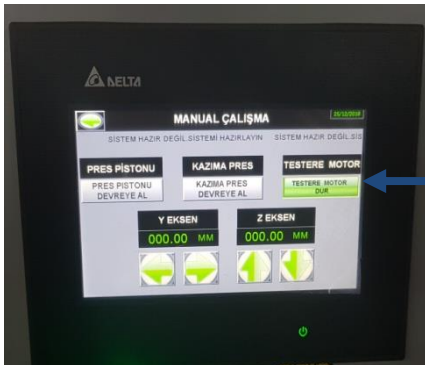 DELTA
MANUAL ÇALIŞMA
SİSTEM HAZIR DEĞİL.SİSTEMİ HAZIRLAYIN
SİSTEM HAZIR DEĞİL.SİS
PRES PİSTONU
KAZIMA PRES
TESTERE MOTOR
PRES PİSTONU
DEVREYE AL
KAZIMA PRES
DEVREYE AL
TESTERE MOTOR
DUR
Y EKSEN
Z EKSEN
000.00 MM
000.00 MM